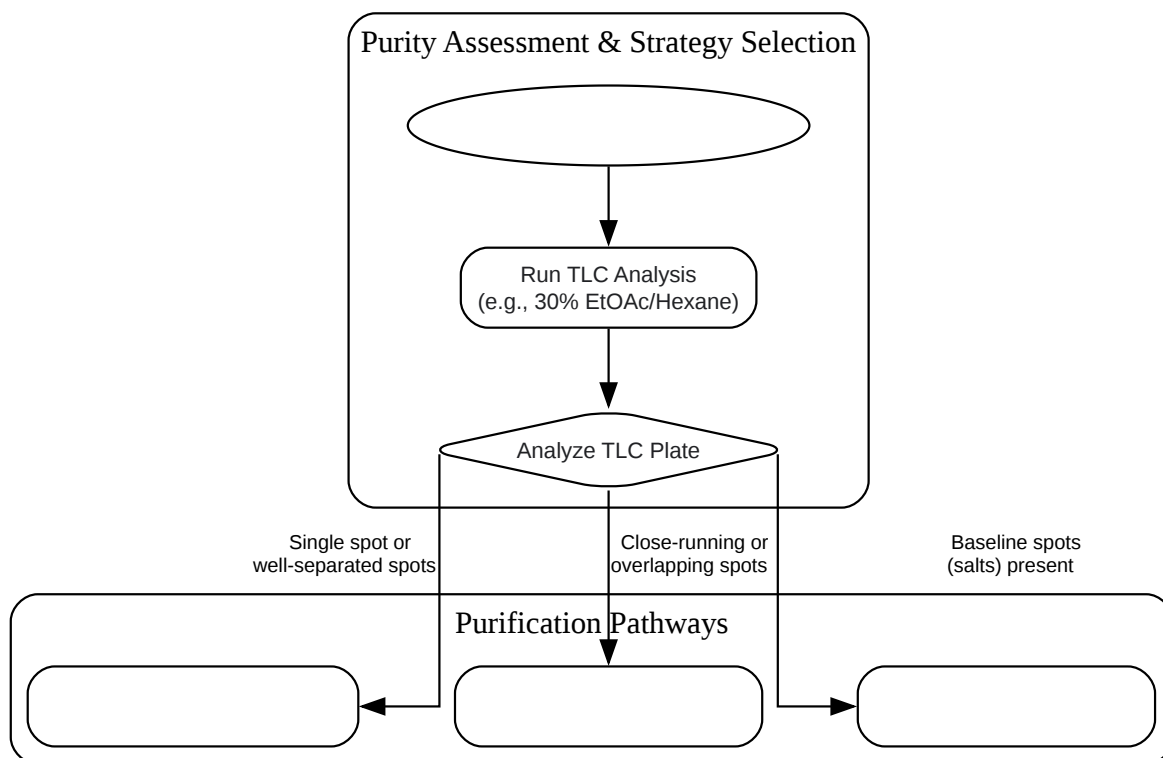 Purity Assessment & Strategy Selection
Run TLC Analysis
(e.g., 30% EtOAc/Hexane)
Analyze TLC Plate
Single spot or
well-separated spots
Close-running or
overlapping spots
Baseline spots
(salts) present
Purification Pathways